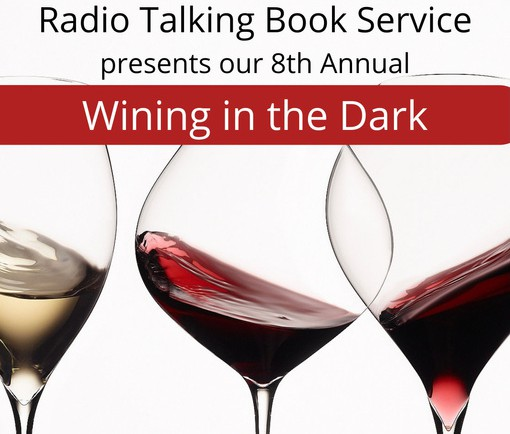 Radio Talking Book Service
presents our 8th Annual
Wining in the Dark